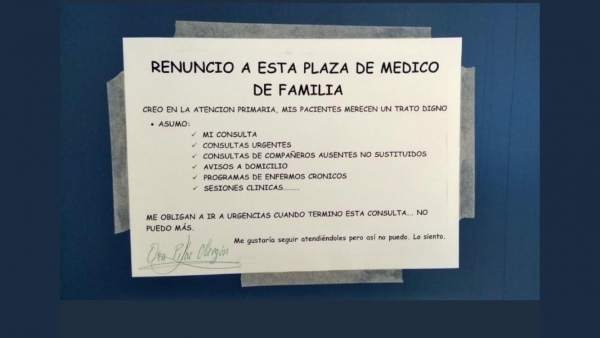 RENUNCIO A ESTA PLAZA DE MEDICO
DE FAMILIA
CREO EN LA ATENCION PRIMARIA, MIS PACIENTES MERECEN UN TRATO DIGNO
• ASUMO:
✓ MI CONSULTA
✓ CONSULTAS URGENTES
✓ CONSULTAS DE COMPAÑEROS AUSENTES NO SUSTITUIDOS
✓ AVISOS A DOMICILIO
✓ PROGRAMAS DE ENFERMOS CRONICOS
✓ SESIONES CLINICAS.........
ME OBLIGAN A IR A URGENCIAS CUANDO TERMINO ESTA CONSULTA.... NO
PUEDO MÁS.
Me gustaría seguir atendiéndoles pero así no puedo. Lo siento.
Dra Pilar